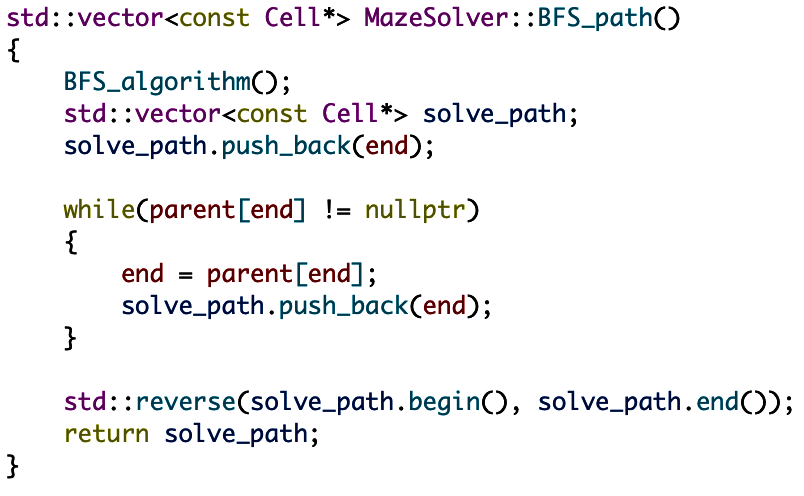 std::vector<const Cell*> MazeSolver::BFS_path()
{
    BFS_algorithm();
    std::vector<const Cell*> solve_path;
    solve_path.push_back(end);

    while(parent[end] != nullptr)
    {
        end = parent[end];
        solve_path.push_back(end);
    }

    std::reverse(solve_path.begin(), solve_path.end());
    return solve_path;
}